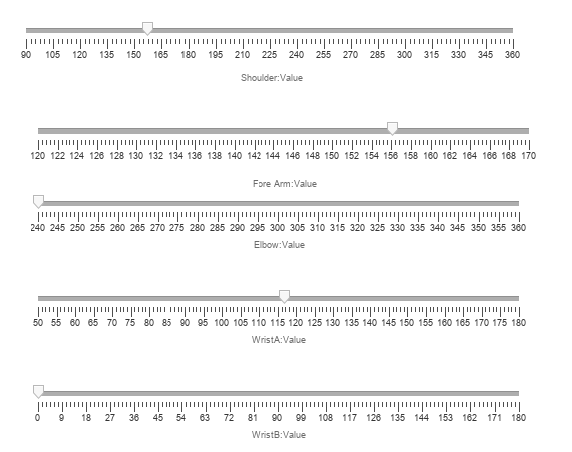 90 105 120 135 150 165 180 195 210 225 240 255 270 285 300 315 330 345 360
Shoulder:Value
120 122 124 126 128 130 132 134 136 138 140 142 144 146 148 150 152 154 156 158 160 162 164 166 168 170
Fore Arm:Value
240 245 250 255 260 265 270 275 280 285 290 295 300 305 310 315 320 325 330 335 340 345 350 355 360
Elbow:Value
50 55 60 65 70 75 80 85 90 95 100 105 110 115 120 125 130 135 140 145 150 155 160 165 170 175 180
WristA:Value
0 9 18 27 36 45 54 63 72 81 90 99 108 117 126 135 144 153 162 171 180
WristB:Value